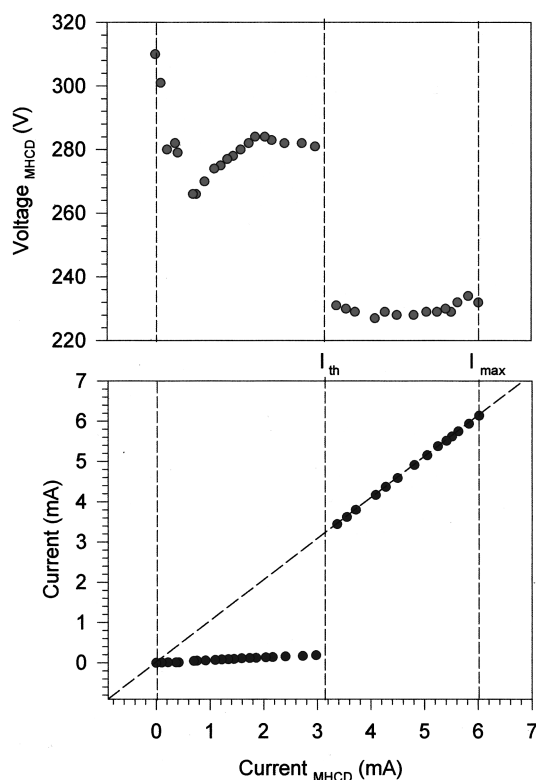 320
300
280
260
240
220
Voltage MHCD (V)
I th
I max
7
6
5
4
3
2
1
0
Current (mA)
0 1 2 3 4 5 6 7
Current MHCD (mA)